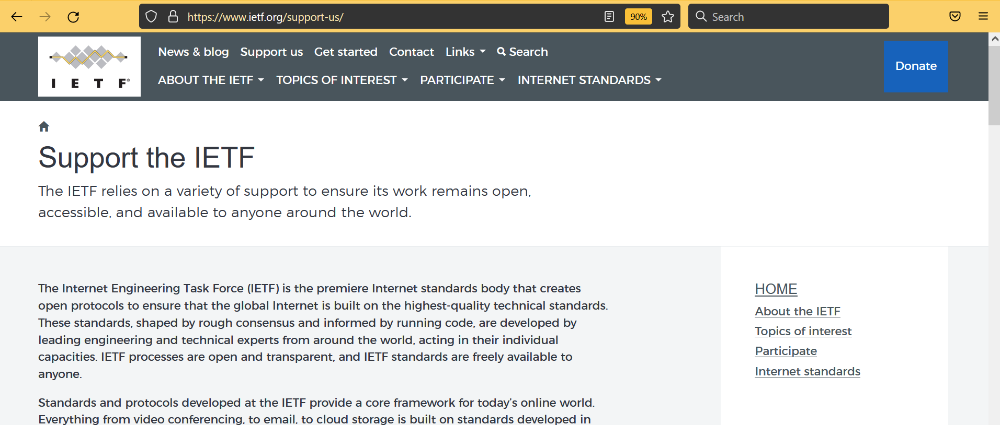 https://www.ietf.org/support-us/
90%
Search
IETF®
News & blog Support us Get started Contact Links Search
ABOUT THE IETF TOPICS OF INTEREST PARTICIPATE INTERNET STANDARDS
Donate
Support the IETF
The IETF relies on a variety of support to ensure its work remains open,
accessible, and available to anyone around the world.
The Internet Engineering Task Force (IETF) is the premiere Internet standards body that creates
open protocols to ensure that the global Internet is built on the highest-quality technical standards.
These standards, shaped by rough consensus and informed by running code, are developed by
leading engineering and technical experts from around the world, acting in their individual
capacities. IETF processes are open and transparent, and IETF standards are freely available to
anyone.
Standards and protocols developed at the IETF provide a core framework for today’s online world.
Everything from video conferencing, to email, to cloud storage is built on standards developed in
HOME
About the IETF
Topics of interest
Participate
Internet standards